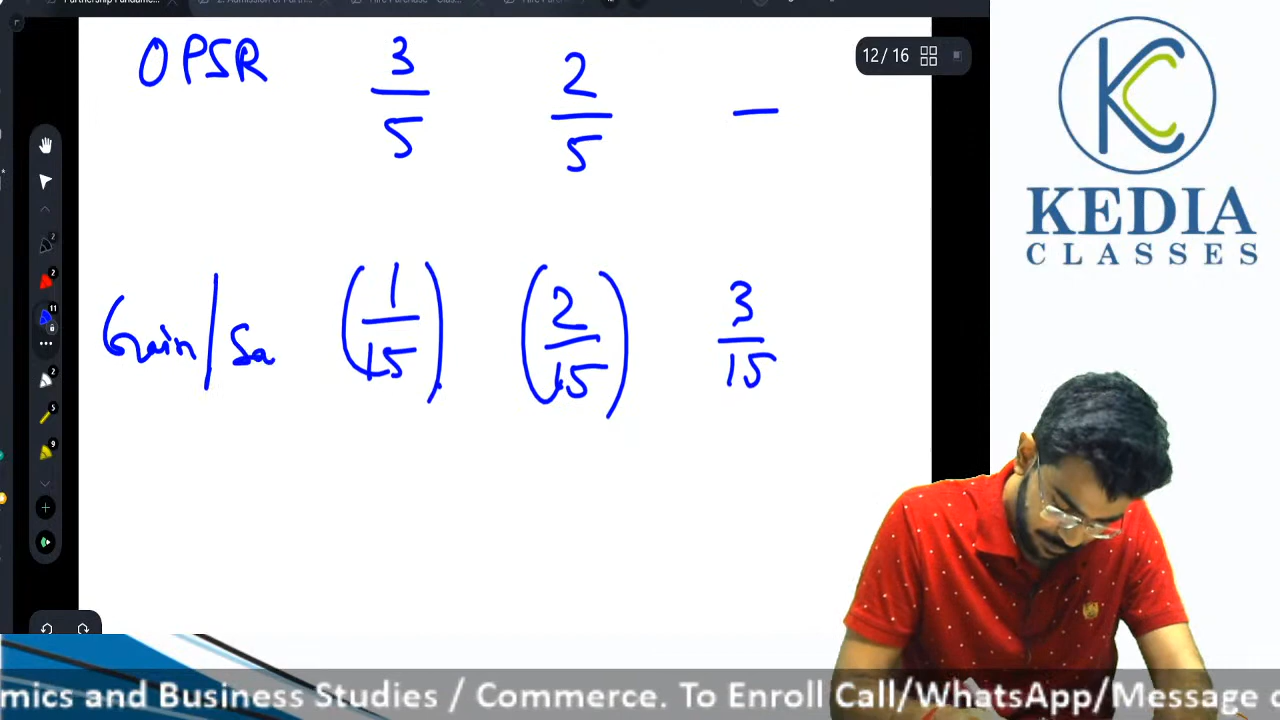 12 / 16
OPSR 3/5 2/5 —
Gain/Sa (1/15) (2/15) 3/15
KC
KEDIA
CLASSES
mics and Business Studies / Commerce. To Enroll Call/WhatsApp/Message